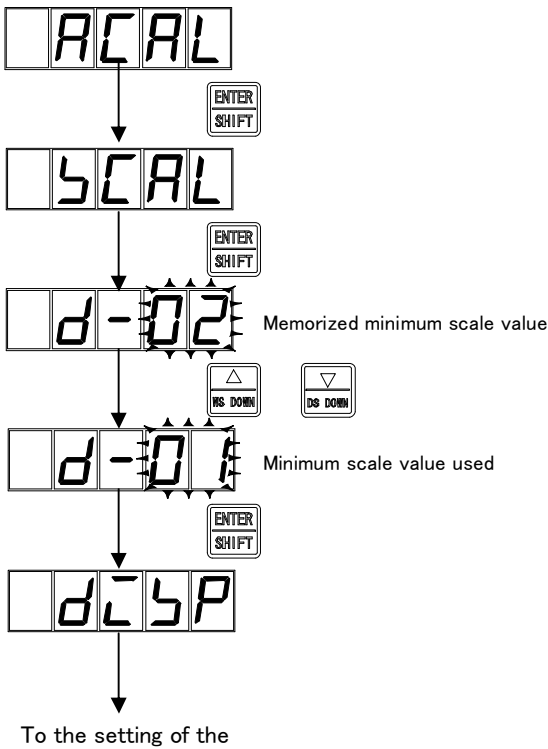 ACAL
ENTER
SHIFT
SCAL
ENTER
SHIFT
d-02
Memorized minimum scale value
△ ▽
WS DOWN DS DOWN
d-01
Minimum scale value used
ENTER
SHIFT
diSP
To the setting of the